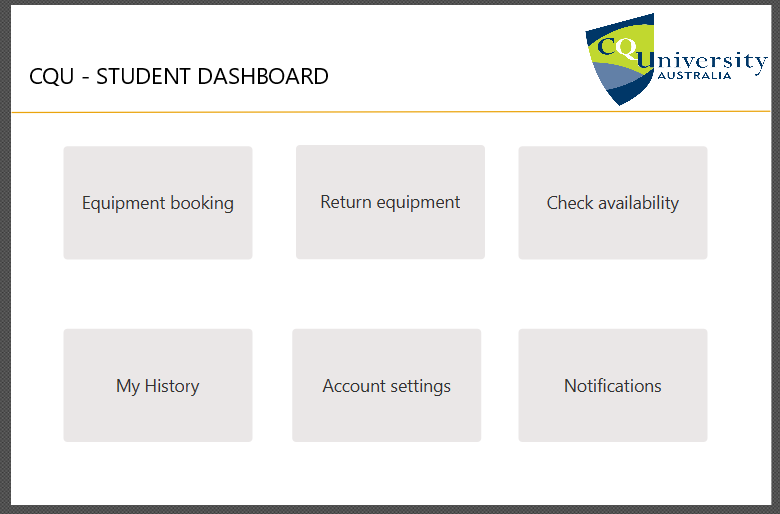 CQUniversity
AUSTRALIA
CQU - STUDENT DASHBOARD
Equipment booking
Return equipment
Check availability
My History
Account settings
Notifications